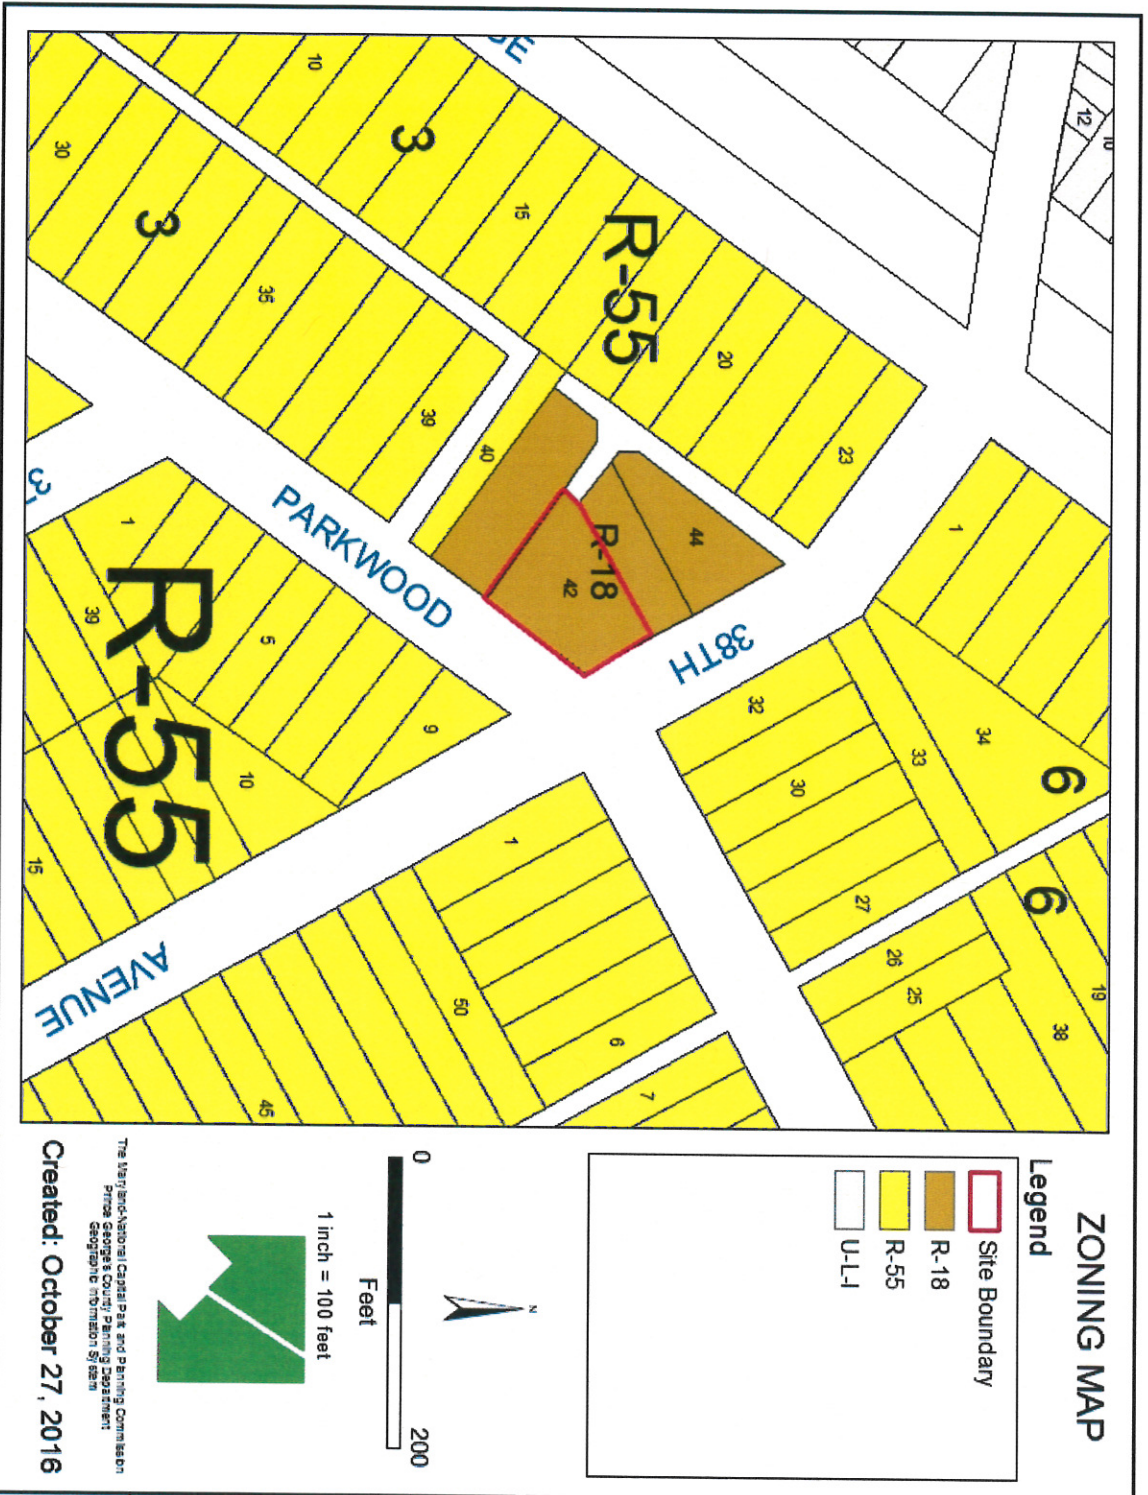 ZONING MAP
Legend
Site Boundary
R-18
R-55
U-L-I
N
0
200
Feet
1 inch = 100 feet
The Maryland-National Capital Park and Planning Commission
Prince George's County Planning Department
Geographic Information System
Created: October 27, 2016
12
10
3
15
R-55
20
23
30
3
35
39
40
44
R-18
42
PARKWOOD
38TH
AVENUE
1
34
33
32
30
27
6
6
26
25
19
38
1
5
9
10
39
15
R-55
1
6
7
50
45